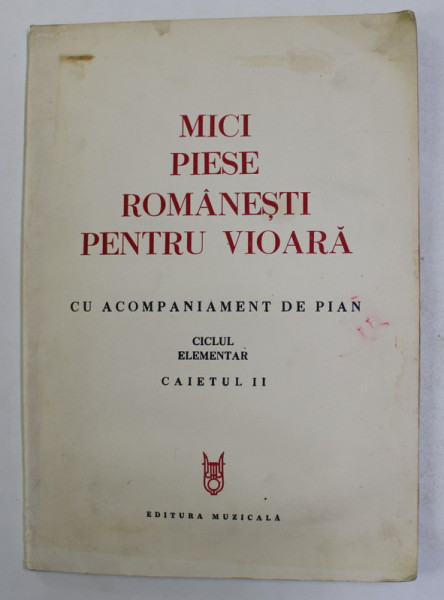 MICI
PIESE
ROMÂNEȘTI
PENTRU VIOARĂ
CU ACOMPANIAMENT DE PIAN
CICLUL
ELEMENTAR
CAIETUL II
EDITURA MUZICALĂ